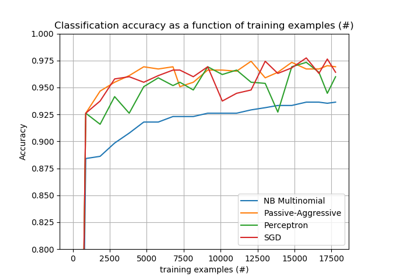 Classification accuracy as a function of training examples (#)
1.000
0.975
0.950
0.925
0.900
0.875
0.850
0.825
0.800
Accuracy
NB Multinomial
Passive-Aggressive
Perceptron
SGD
0 2500 5000 7500 10000 12500 15000 17500
training examples (#)